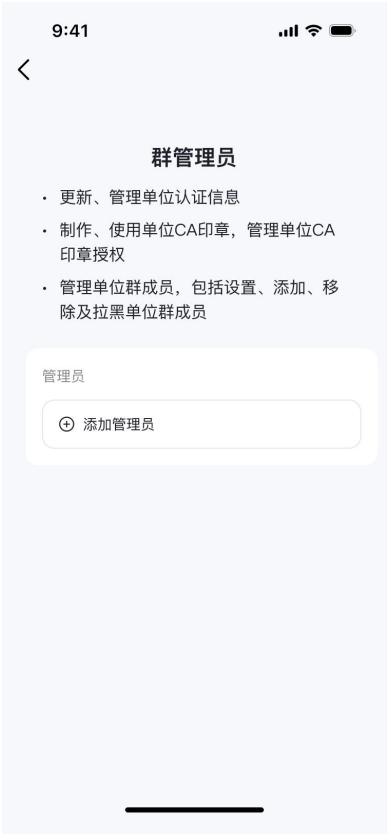 9:41
群管理员
• 更新、管理单位认证信息
• 制作、使用单位CA印章，管理单位CA
印章授权
• 管理单位群成员，包括设置、添加、移
除及拉黑单位群成员
管理员
添加管理员